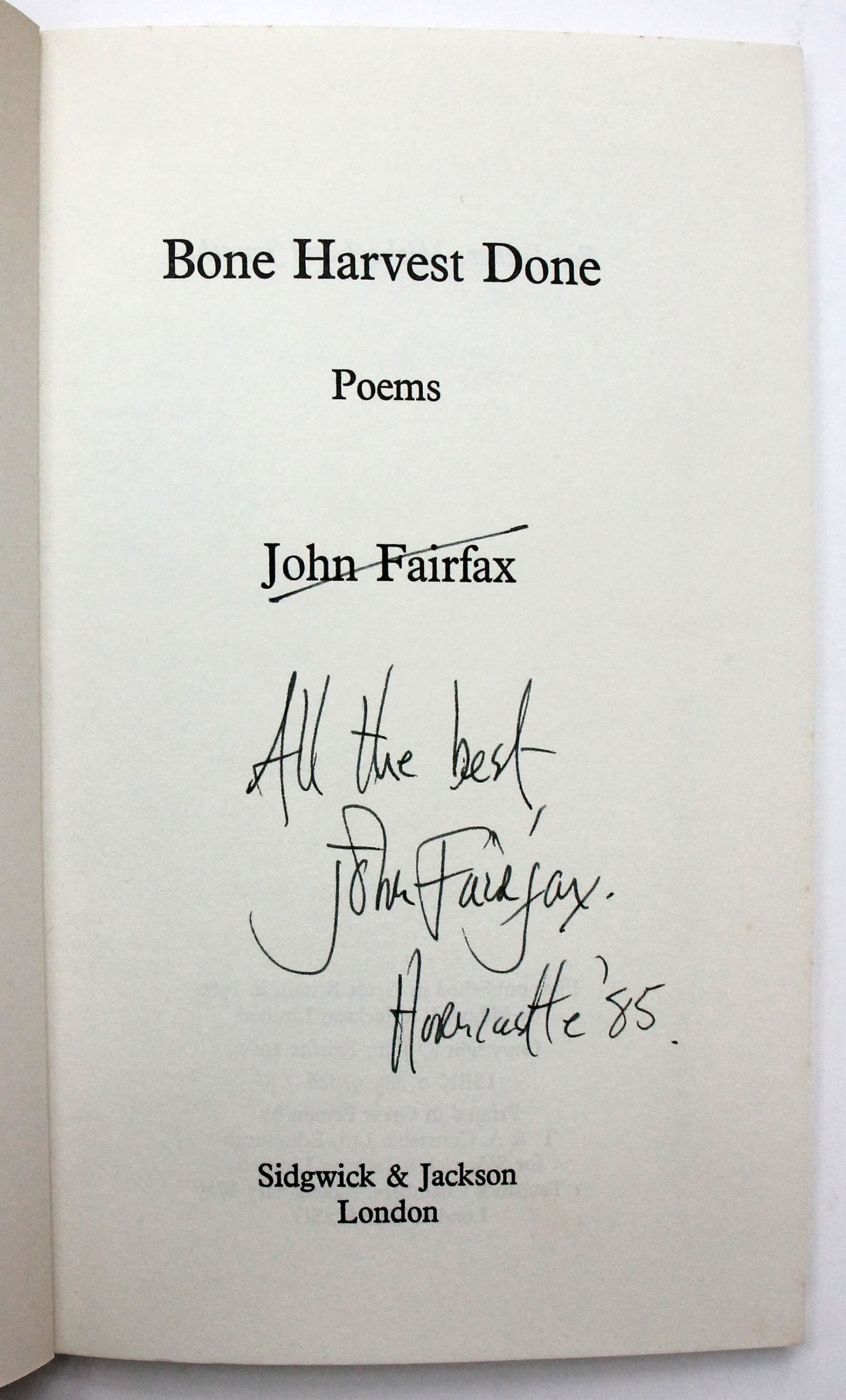 Bone Harvest Done
Poems
John Fairfax
All the best
John Fairfax.
Horncastle '85.
Sidgwick & Jackson
London